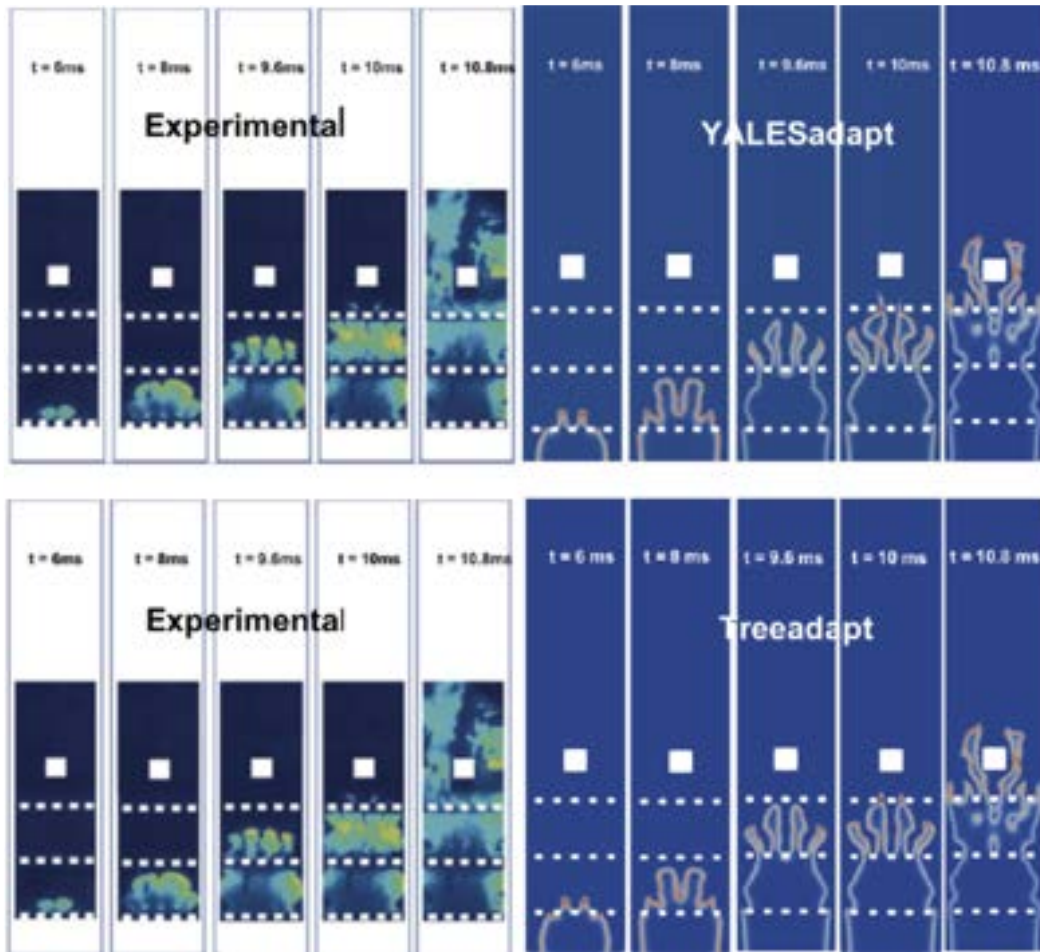 t = 6ms t = 8ms t = 9.6ms t = 10ms t = 10.8ms t = 6ms t = 8ms t = 9.6ms t = 10ms t = 10.8 ms
Experimental YALESadapt
t = 6ms t = 8ms t = 9.6ms t = 10ms t = 10.8ms t = 6 ms t = 8 ms t = 9.6 ms t = 10 ms t = 10.8 ms
Experimental Treeadapt